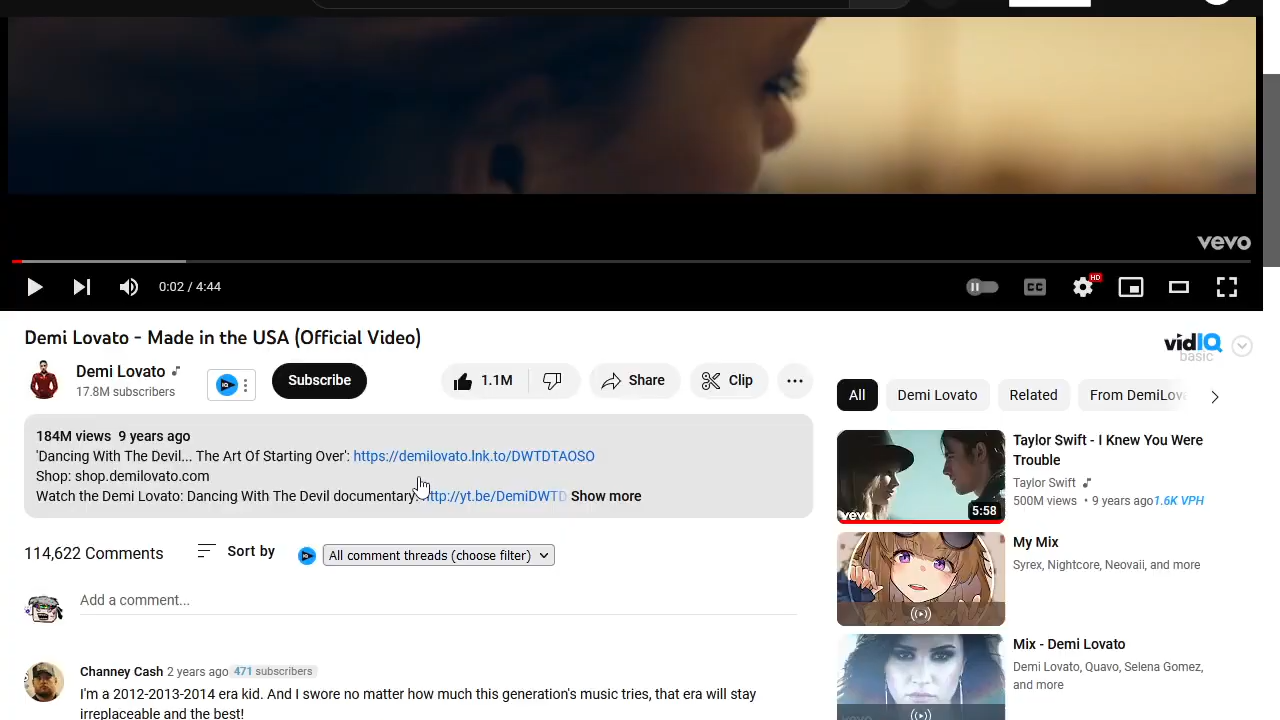 vevo
0:02 / 4:44
CC
HD
Demi Lovato - Made in the USA (Official Video)
vidIQ
basic
Demi Lovato
17.8M subscribers
Subscribe
1.1M
Share
Clip
All
Demi Lovato
Related
From DemiLov
184M views 9 years ago
'Dancing With The Devil... The Art Of Starting Over': https://demilovato.lnk.to/DWTDTAOSO
Shop: shop.demilovato.com
Watch the Demi Lovato: Dancing With The Devil documentary: http://yt.be/DemiDWTD Show more
114,622 Comments
Sort by
All comment threads (choose filter)
Add a comment...
Channey Cash 2 years ago 471 subscribers
I'm a 2012-2013-2014 era kid. And I swore no matter how much this generation's music tries, that era will stay
irreplaceable and the best!
vevo
5:58
Taylor Swift - I Knew You Were
Trouble
Taylor Swift
500M views • 9 years ago1.6K VPH
My Mix
Syrex, Nightcore, Neovaii, and more
vevo
Mix - Demi Lovato
Demi Lovato, Quavo, Selena Gomez,
and more